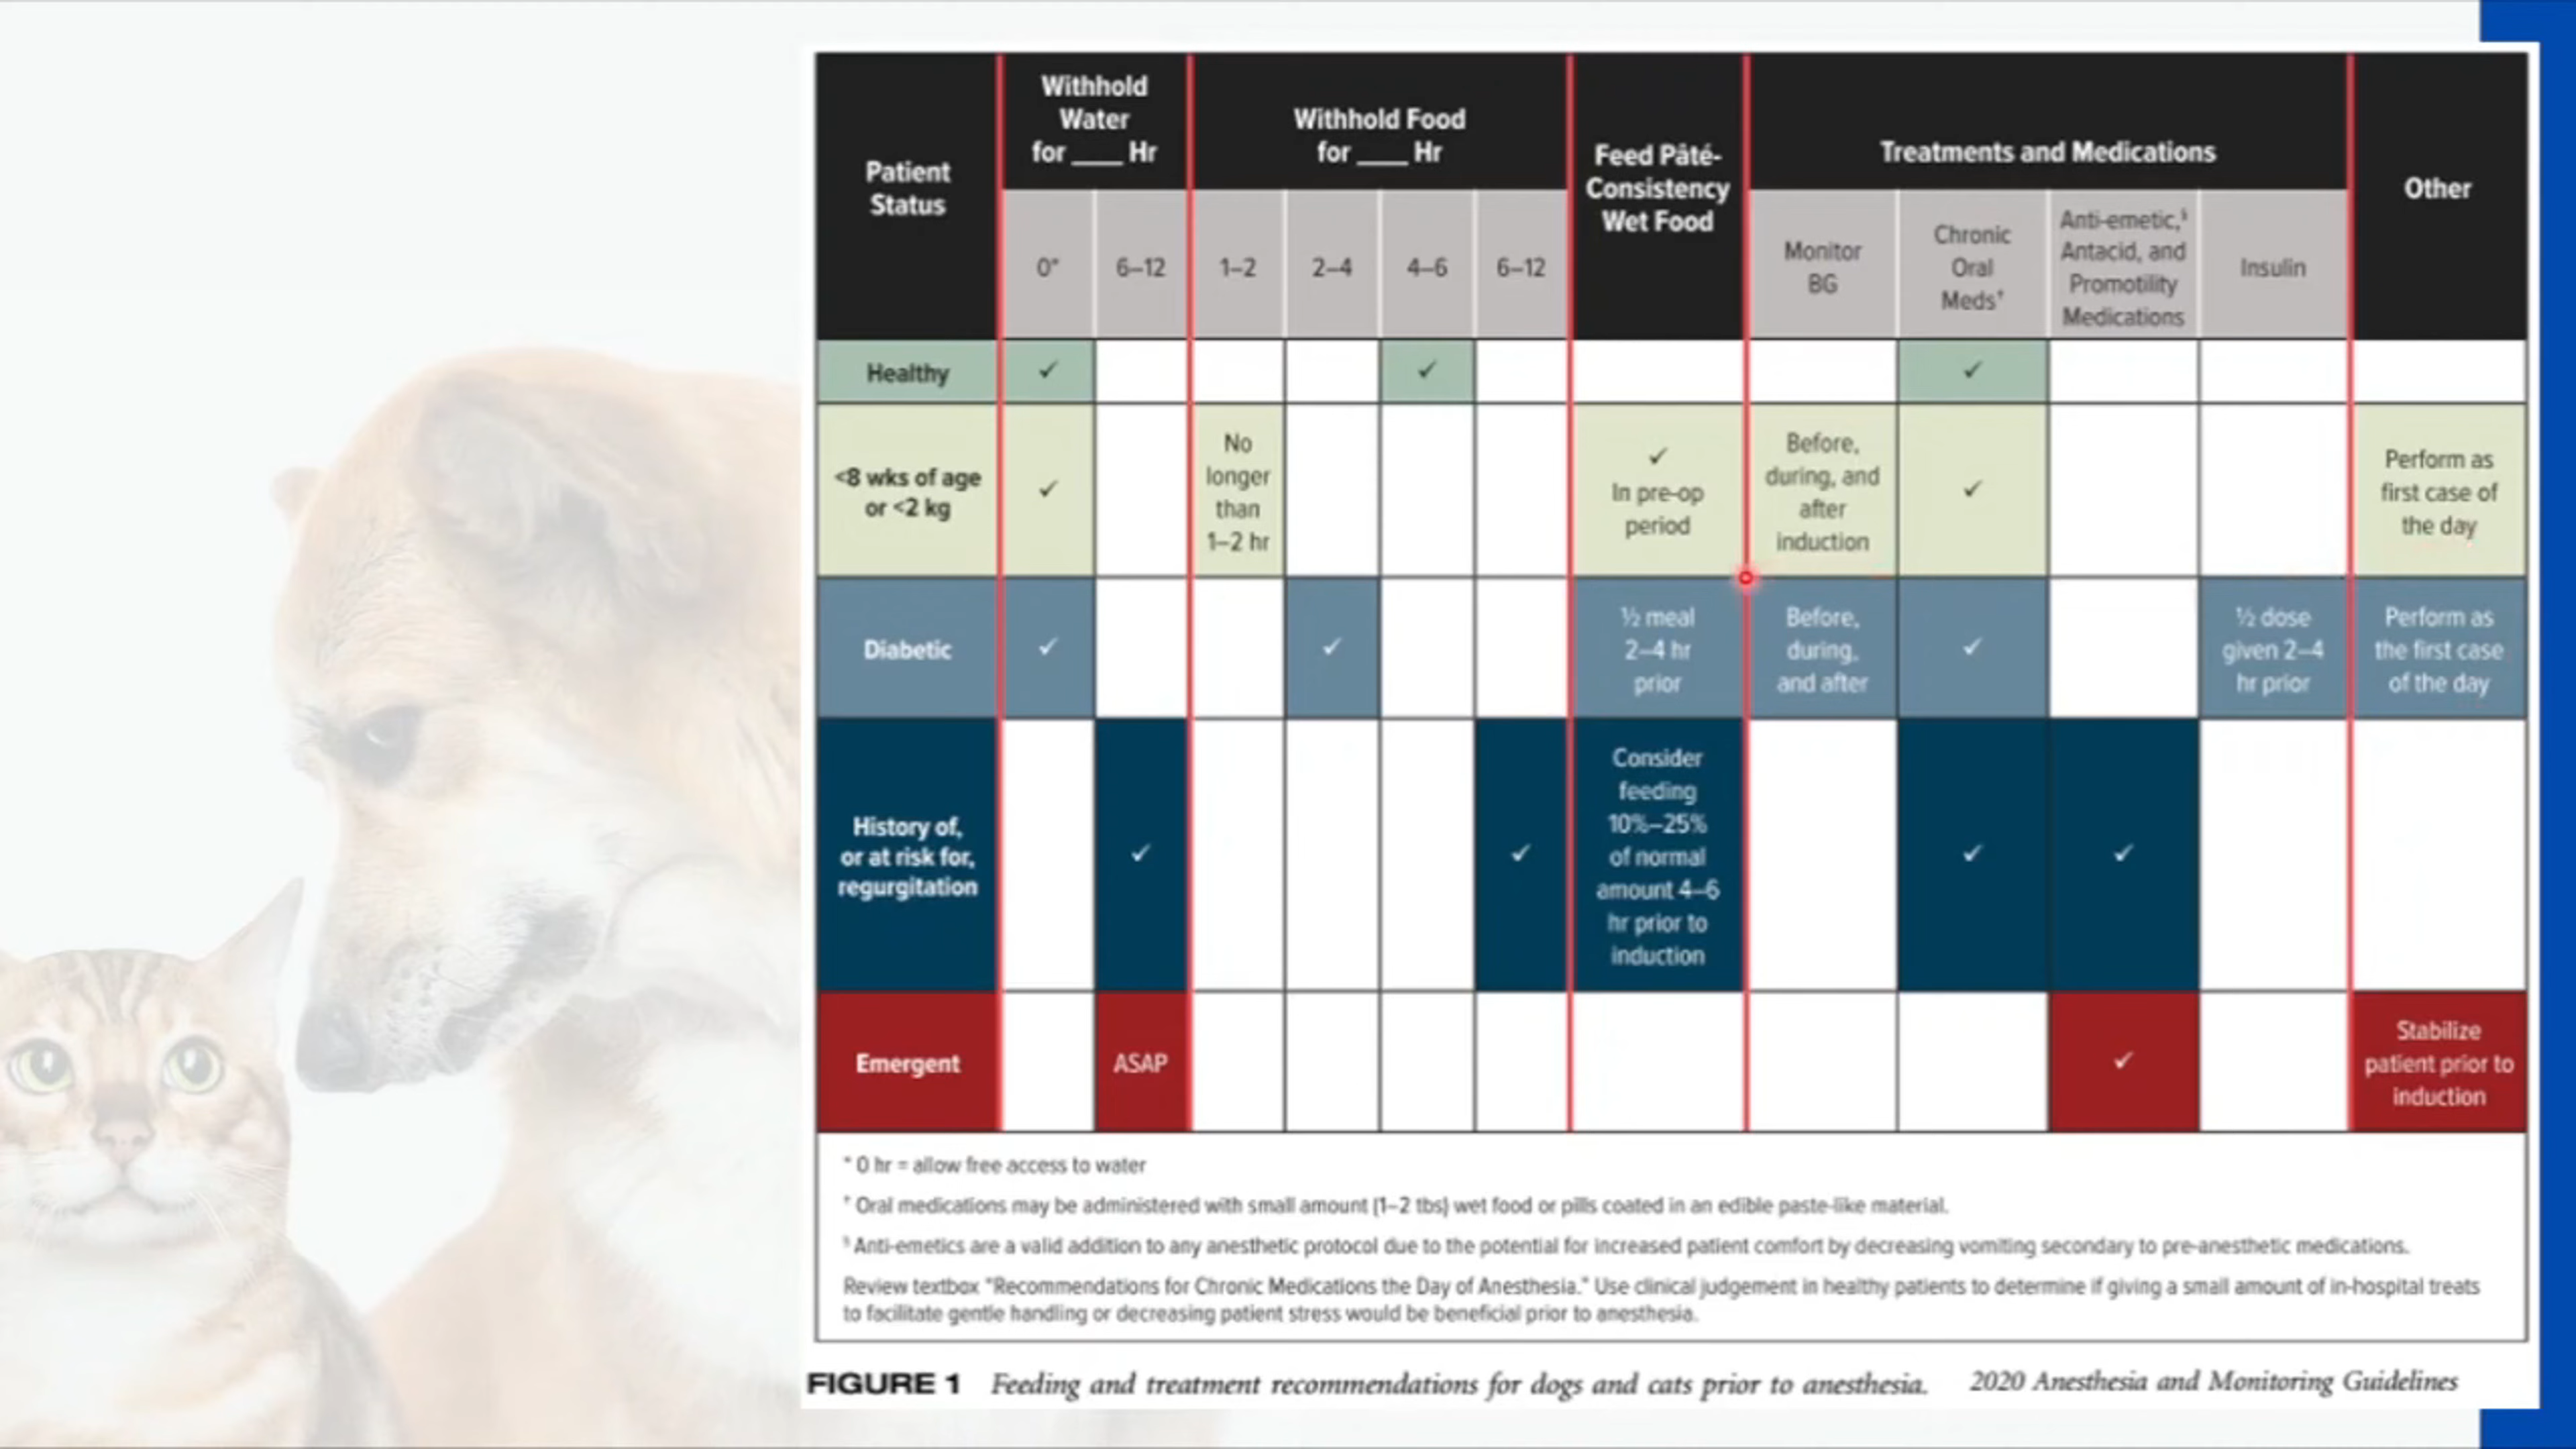 Patient
Status
Withhold
Water
for ____ Hr
Withhold Food
for ____ Hr
Feed Pâté-
Consistency
Wet Food
Treatments and Medications
Other
0*
6–12
1–2
2–4
4–6
6–12
Monitor
BG
Chronic
Oral
Meds†
Anti-emetic,§
Antacid, and
Promotility
Medications
Insulin
Healthy
✓
✓
✓
<8 wks of age
or <2 kg
✓
No
longer
than
1–2 hr
✓
In pre-op
period
Before,
during, and
after
induction
✓
Perform as
first case of
the day
Diabetic
✓
✓
½ meal
2–4 hr
prior
Before,
during,
and after
✓
½ dose
given 2–4
hr prior
Perform as
the first case
of the day
History of,
or at risk for,
regurgitation
✓
✓
Consider
feeding
10%–25%
of normal
amount 4–6
hr prior to
induction
✓
✓
Emergent
ASAP
✓
Stabilize
patient prior to
induction
* 0 hr = allow free access to water
† Oral medications may be administered with small amount (1–2 tbs) wet food or pills coated in an edible paste-like material.
§ Anti-emetics are a valid addition to any anesthetic protocol due to the potential for increased patient comfort by decreasing vomiting secondary to pre-anesthetic medications.
Review textbox "Recommendations for Chronic Medications the Day of Anesthesia." Use clinical judgement in healthy patients to determine if giving a small amount of in-hospital treats
to facilitate gentle handling or decreasing patient stress would be beneficial prior to anesthesia.
FIGURE 1 Feeding and treatment recommendations for dogs and cats prior to anesthesia. 2020 Anesthesia and Monitoring Guidelines